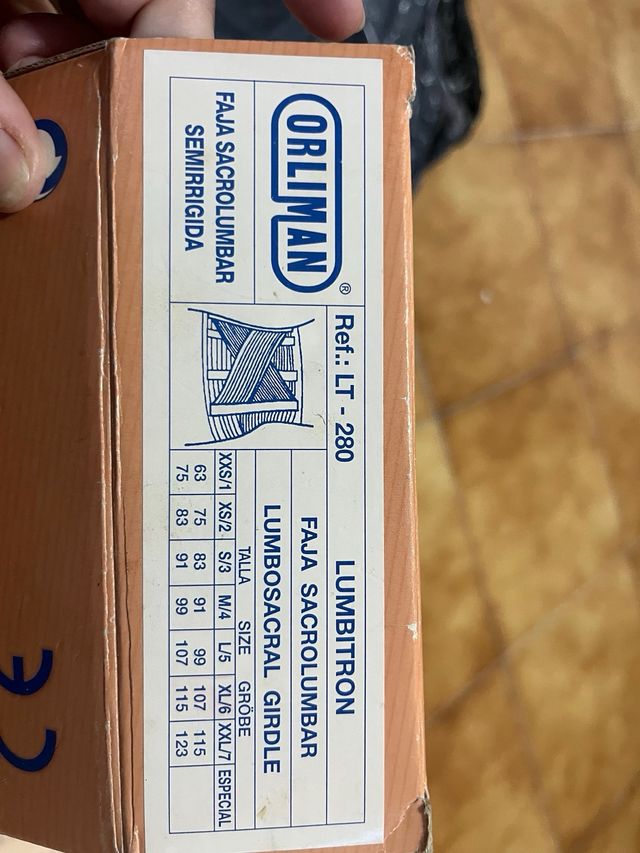 ORLIMAN®
FAJA SACROLUMBAR
SEMIRRIGIDA
Ref.: LT - 280 LUMBITRON
FAJA SACROLUMBAR
LUMBOSACRAL GIRDLE
TALLA SIZE GRÖBE
XXS/1 XS/2 S/3 M/4 L/5 XL/6 XXL/7 ESPECIAL
63 75 83 91 99 107 115
75 83 91 99 107 115 123
CE